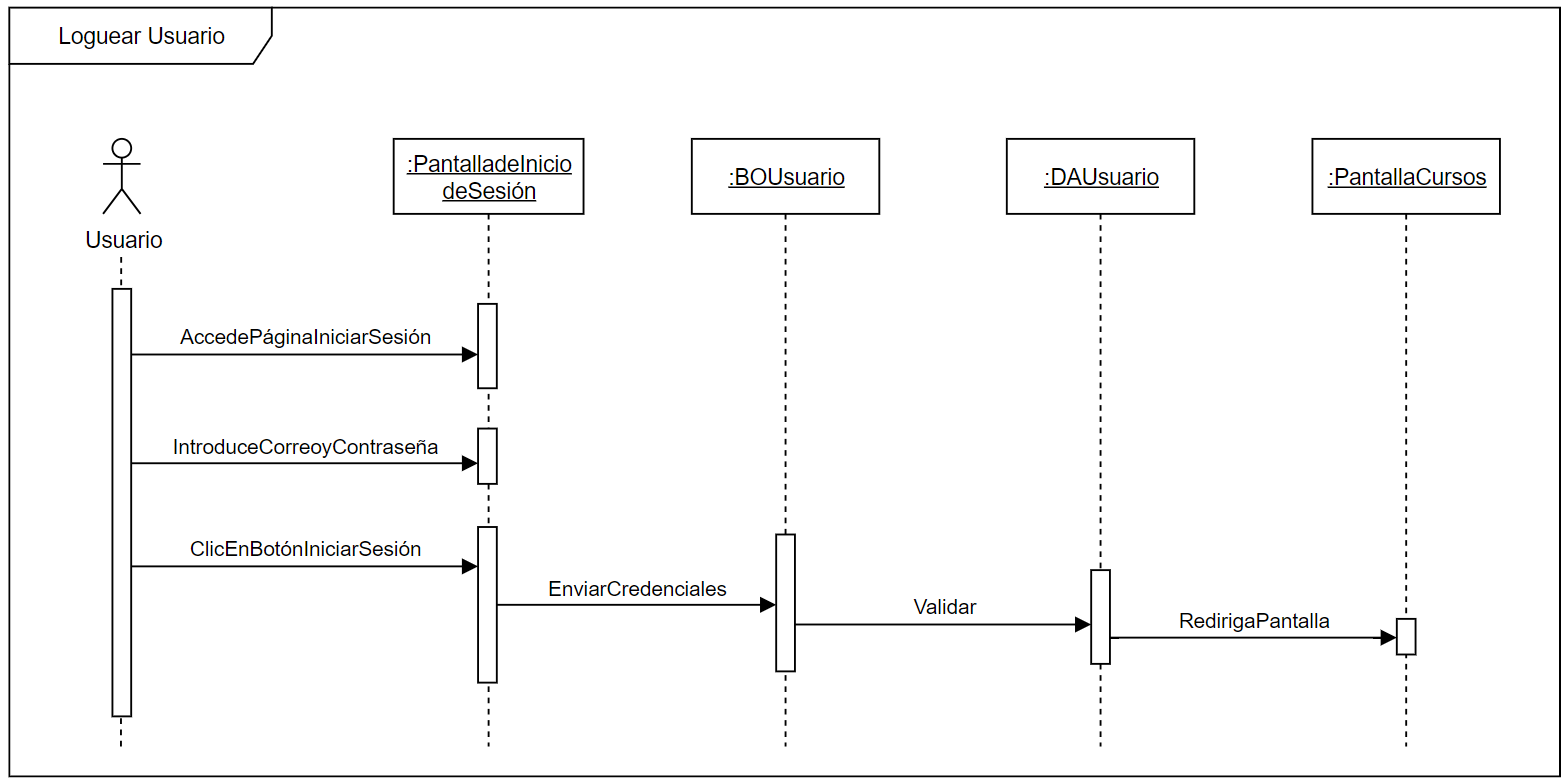 Loguear Usuario
:PantalladeInicio
deSesión
:BOUsuario
:DAUsuario
:PantallaCursos
Usuario
AccedePáginaIniciarSesión
IntroduceCorreoyContraseña
ClicEnBotónIniciarSesión
EnviarCredenciales
Validar
RedirigaPantalla